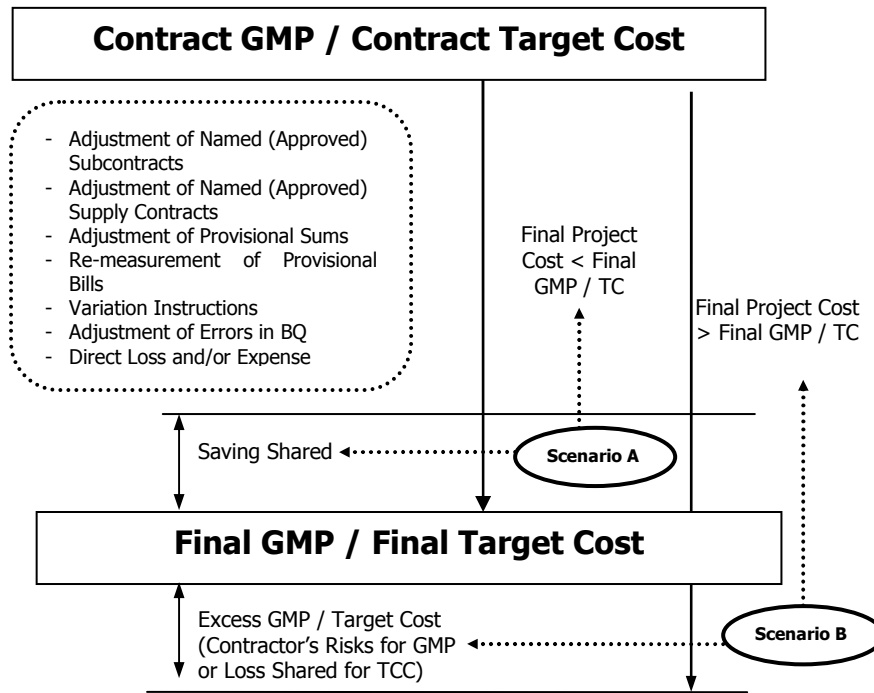 Contract GMP / Contract Target Cost
- Adjustment of Named (Approved)
Subcontracts
- Adjustment of Named (Approved)
Supply Contracts
- Adjustment of Provisional Sums
- Re-measurement of Provisional
Bills
- Variation Instructions
- Adjustment of Errors in BQ
- Direct Loss and/or Expense
Final Project
Cost < Final
GMP / TC
Final Project Cost
> Final GMP / TC
Saving Shared
Scenario A
Final GMP / Final Target Cost
Excess GMP / Target Cost
(Contractor's Risks for GMP
or Loss Shared for TCC)
Scenario B